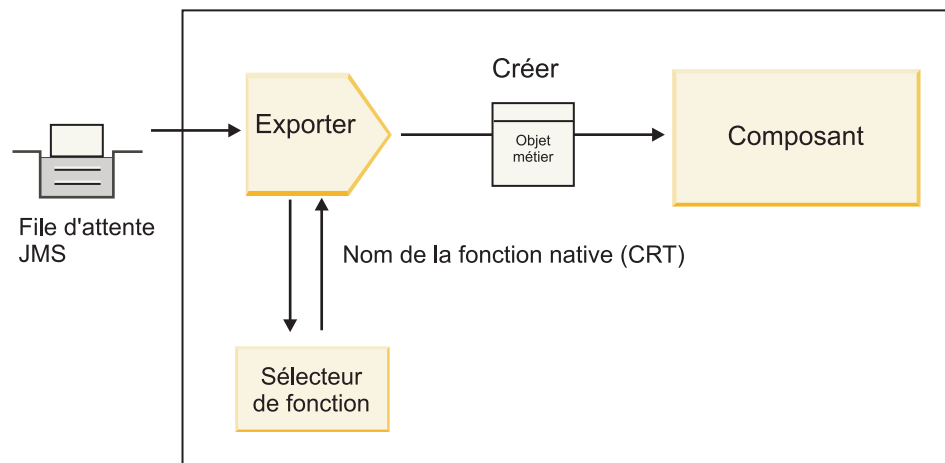 Créer
Exporter
Objet
métier
Composant
File d'attente
JMS
Nom de la fonction native (CRT)
Sélecteur
de fonction